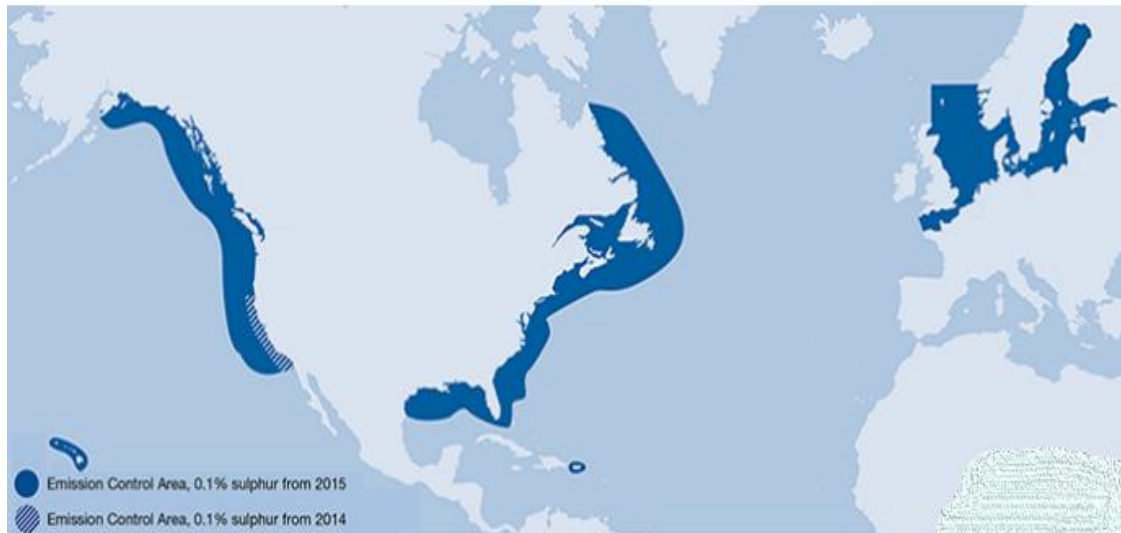 Emission Control Area, 0.1% sulphur from 2015
Emission Control Area, 0.1% sulphur from 2014